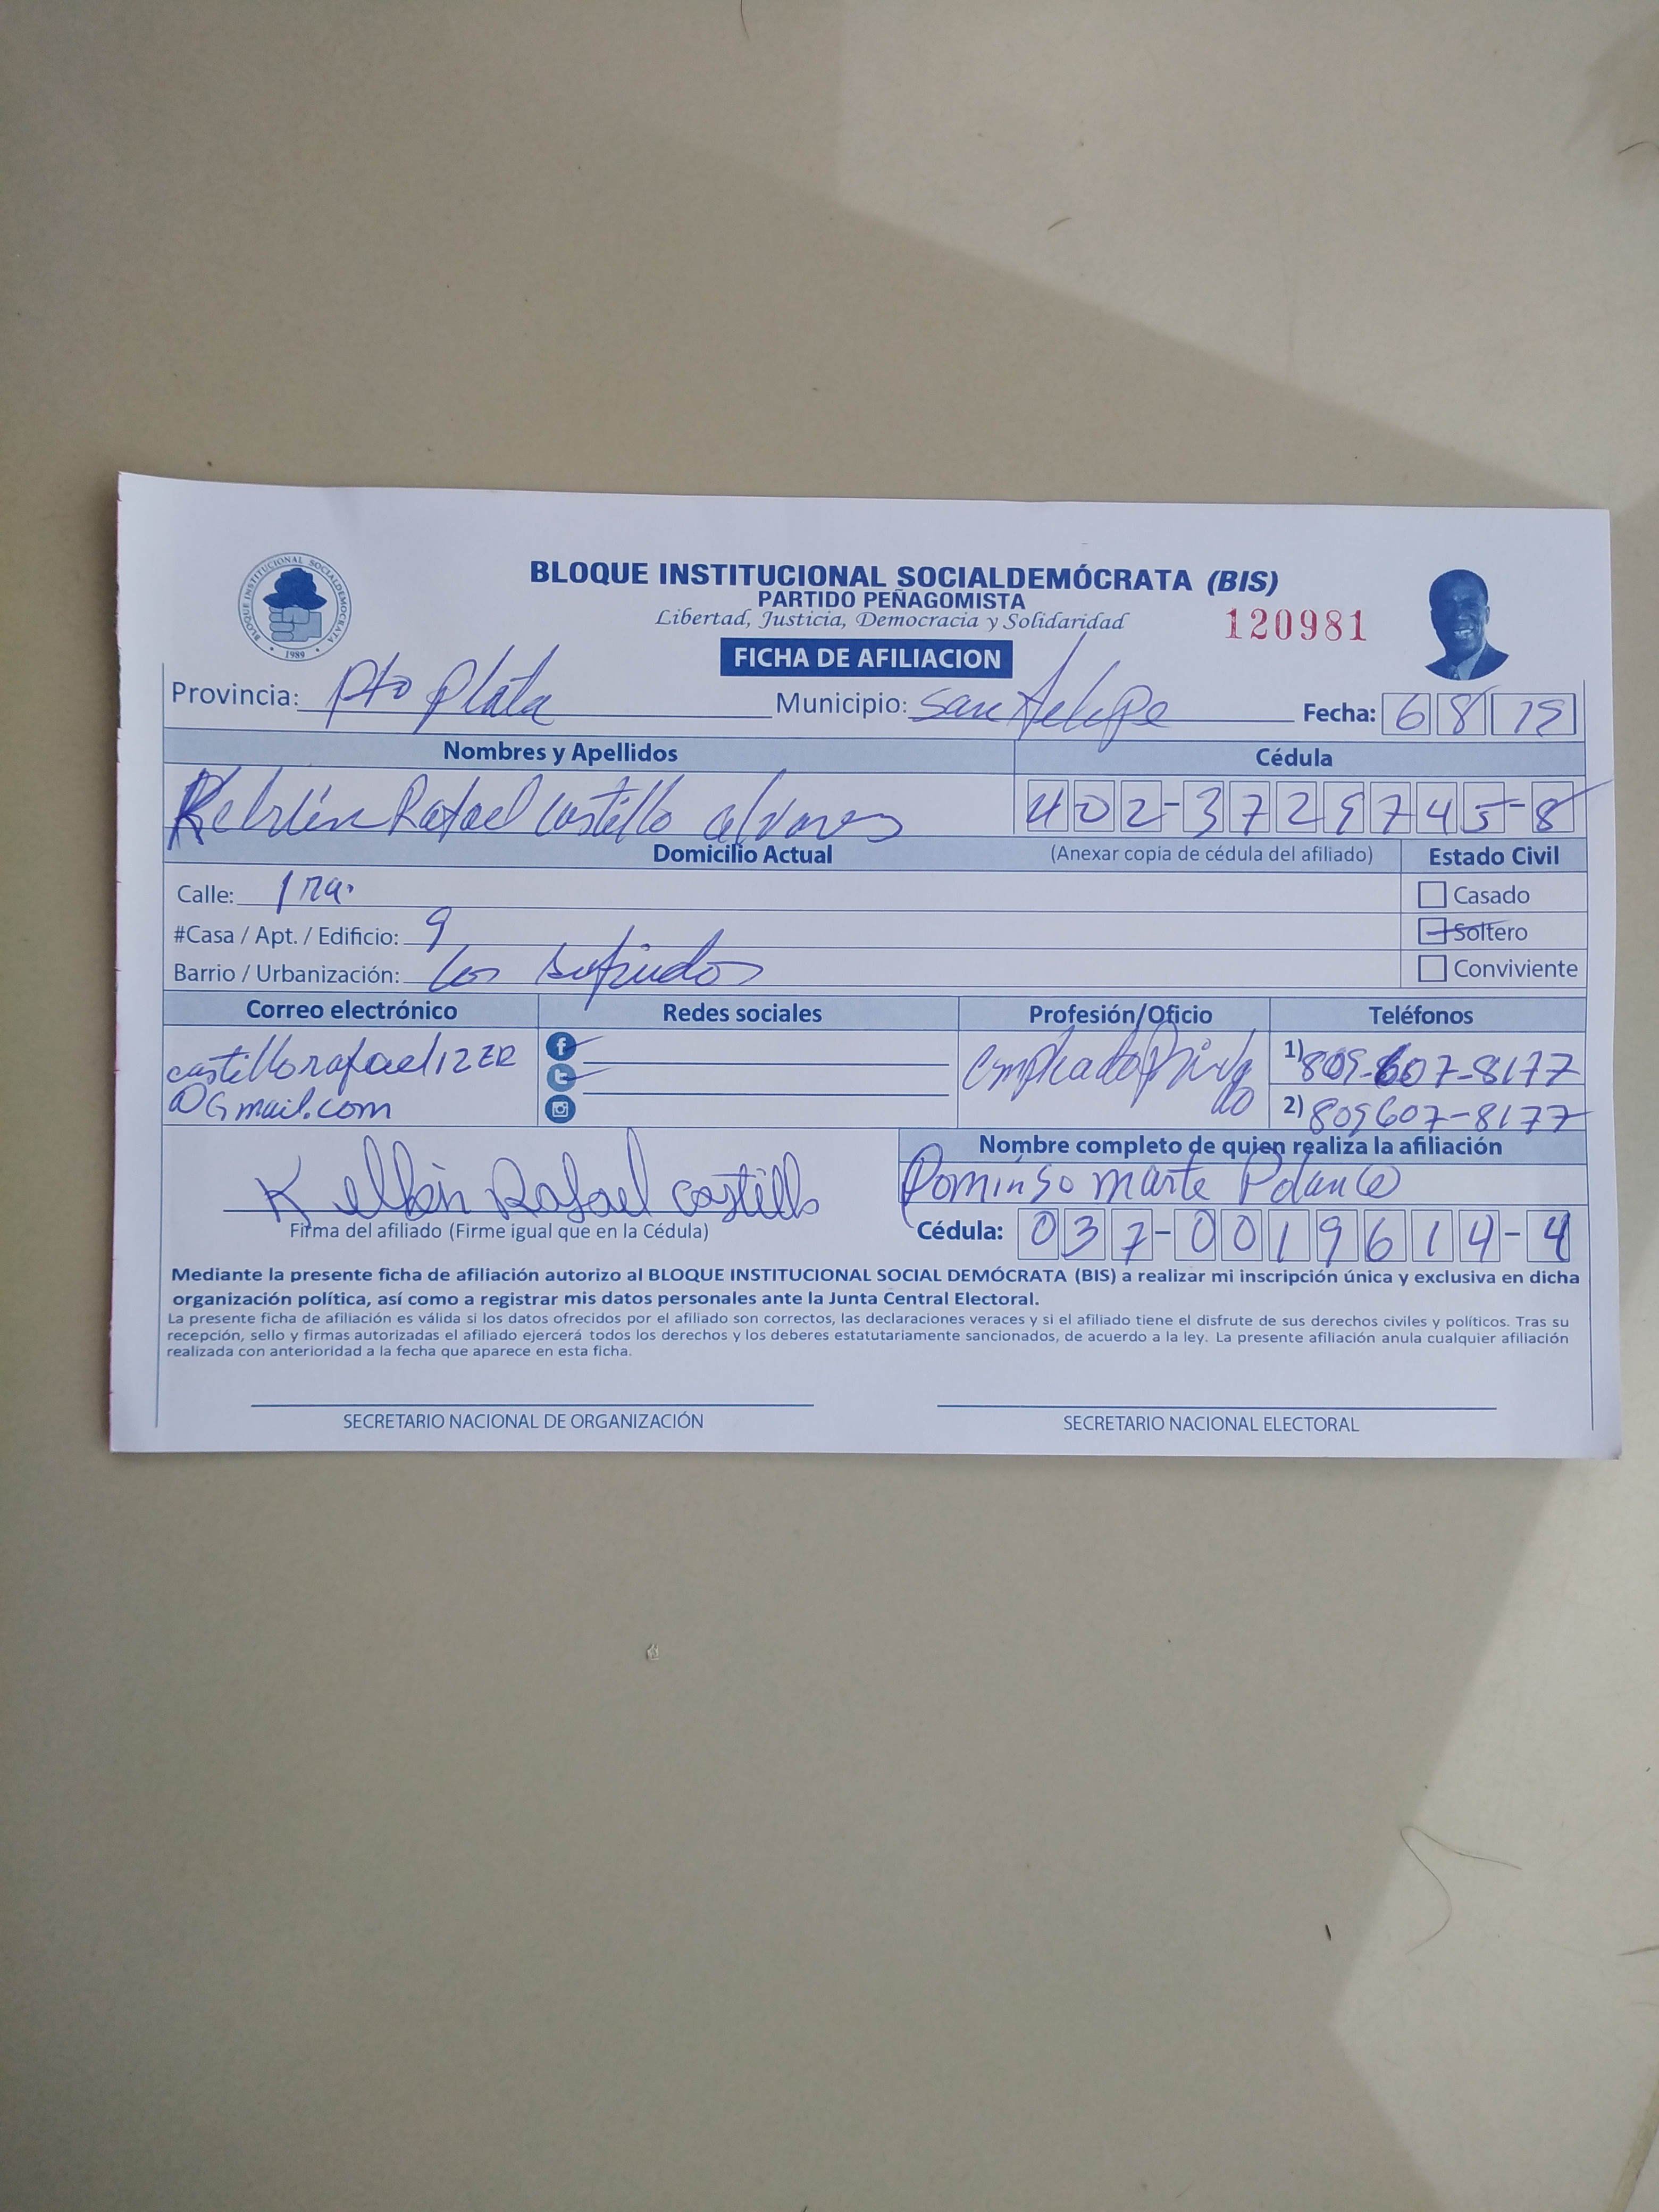 BLOQUE INSTITUCIONAL SOCIALDEMÓCRATA
1989
BLOQUE INSTITUCIONAL SOCIALDEMÓCRATA (BIS)
PARTIDO PEÑAGOMISTA
Libertad, Justicia, Democracia y Solidaridad
120981
FICHA DE AFILIACION
Provincia: Pto Plata Municipio: San Felipe Fecha: 6 8 19
Nombres y Apellidos Cédula
Rafael Castillo 402-3729745-8
Domicilio Actual (Anexar copia de cédula del afiliado) Estado Civil
Calle: 1ra. Casado
#Casa / Apt. / Edificio: 9 Soltero
Barrio / Urbanización: Los Conviviente
Correo electrónico Redes sociales Profesión/Oficio Teléfonos
castillorafael12ER Empleado Privado 1) 809-607-8177
@Gmail.com 2) 809607-8177
Nombre completo de quien realiza la afiliación
Kelbin Rafael castillo Domingo Marte Polanco
Firma del afiliado (Firme igual que en la Cédula) Cédula: 037-0019614-4
Mediante la presente ficha de afiliación autorizo al BLOQUE INSTITUCIONAL SOCIAL DEMÓCRATA (BIS) a realizar mi inscripción única y exclusiva en dicha
organización política, así como a registrar mis datos personales ante la Junta Central Electoral.
La presente ficha de afiliación es válida si los datos ofrecidos por el afiliado son correctos, las declaraciones veraces y si el afiliado tiene el disfrute de sus derechos civiles y políticos. Tras su
recepción, sello y firmas autorizadas el afiliado ejercerá todos los derechos y los deberes estatutariamente sancionados, de acuerdo a la ley. La presente afiliación anula cualquier afiliación
realizada con anterioridad a la fecha que aparece en esta ficha.
SECRETARIO NACIONAL DE ORGANIZACIÓN SECRETARIO NACIONAL ELECTORAL